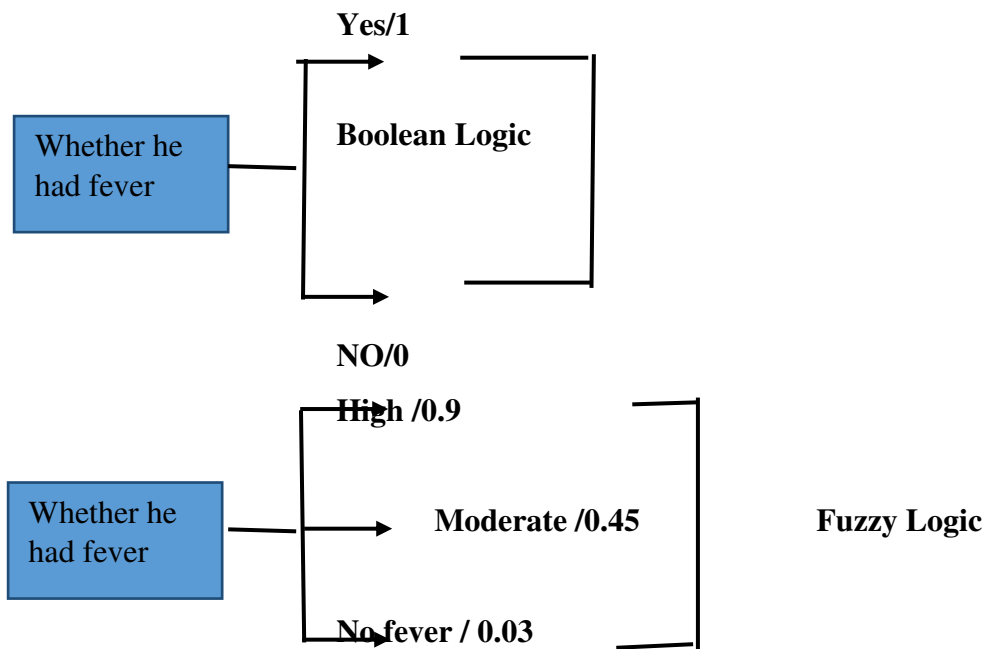 Yes/1
Whether he
had fever
Boolean Logic
NO/0
High /0.9
Whether he
had fever
Moderate /0.45
Fuzzy Logic
No fever / 0.03